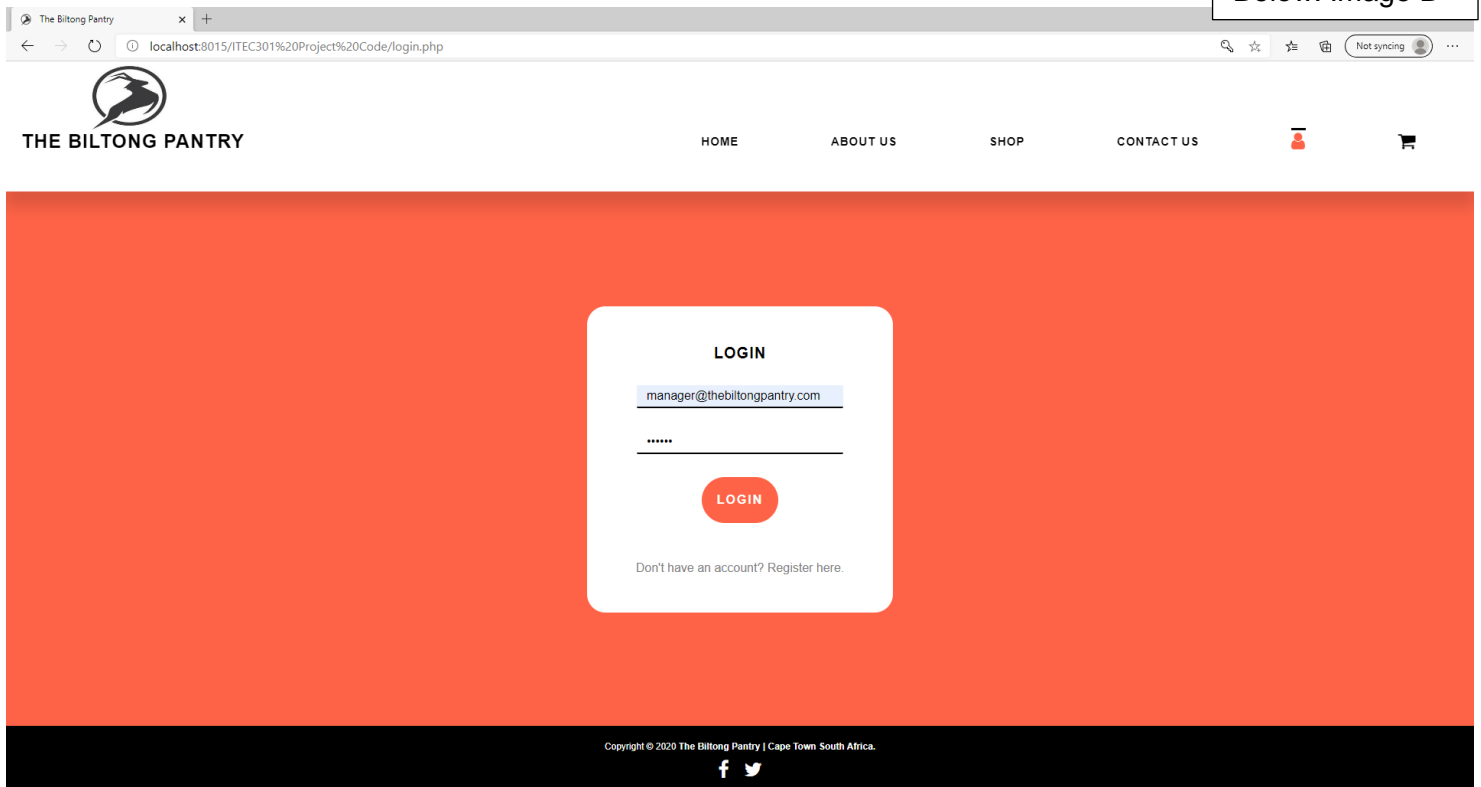 The Biltong Pantry
localhost:8015/ITEC301%20Project%20Code/login.php
Not syncing
THE BILTONG PANTRY
HOME ABOUT US SHOP CONTACT US
LOGIN
manager@thebiltongpantry.com
••••••
LOGIN
Don't have an account? Register here.
Copyright © 2020 The Biltong Pantry | Cape Town South Africa.